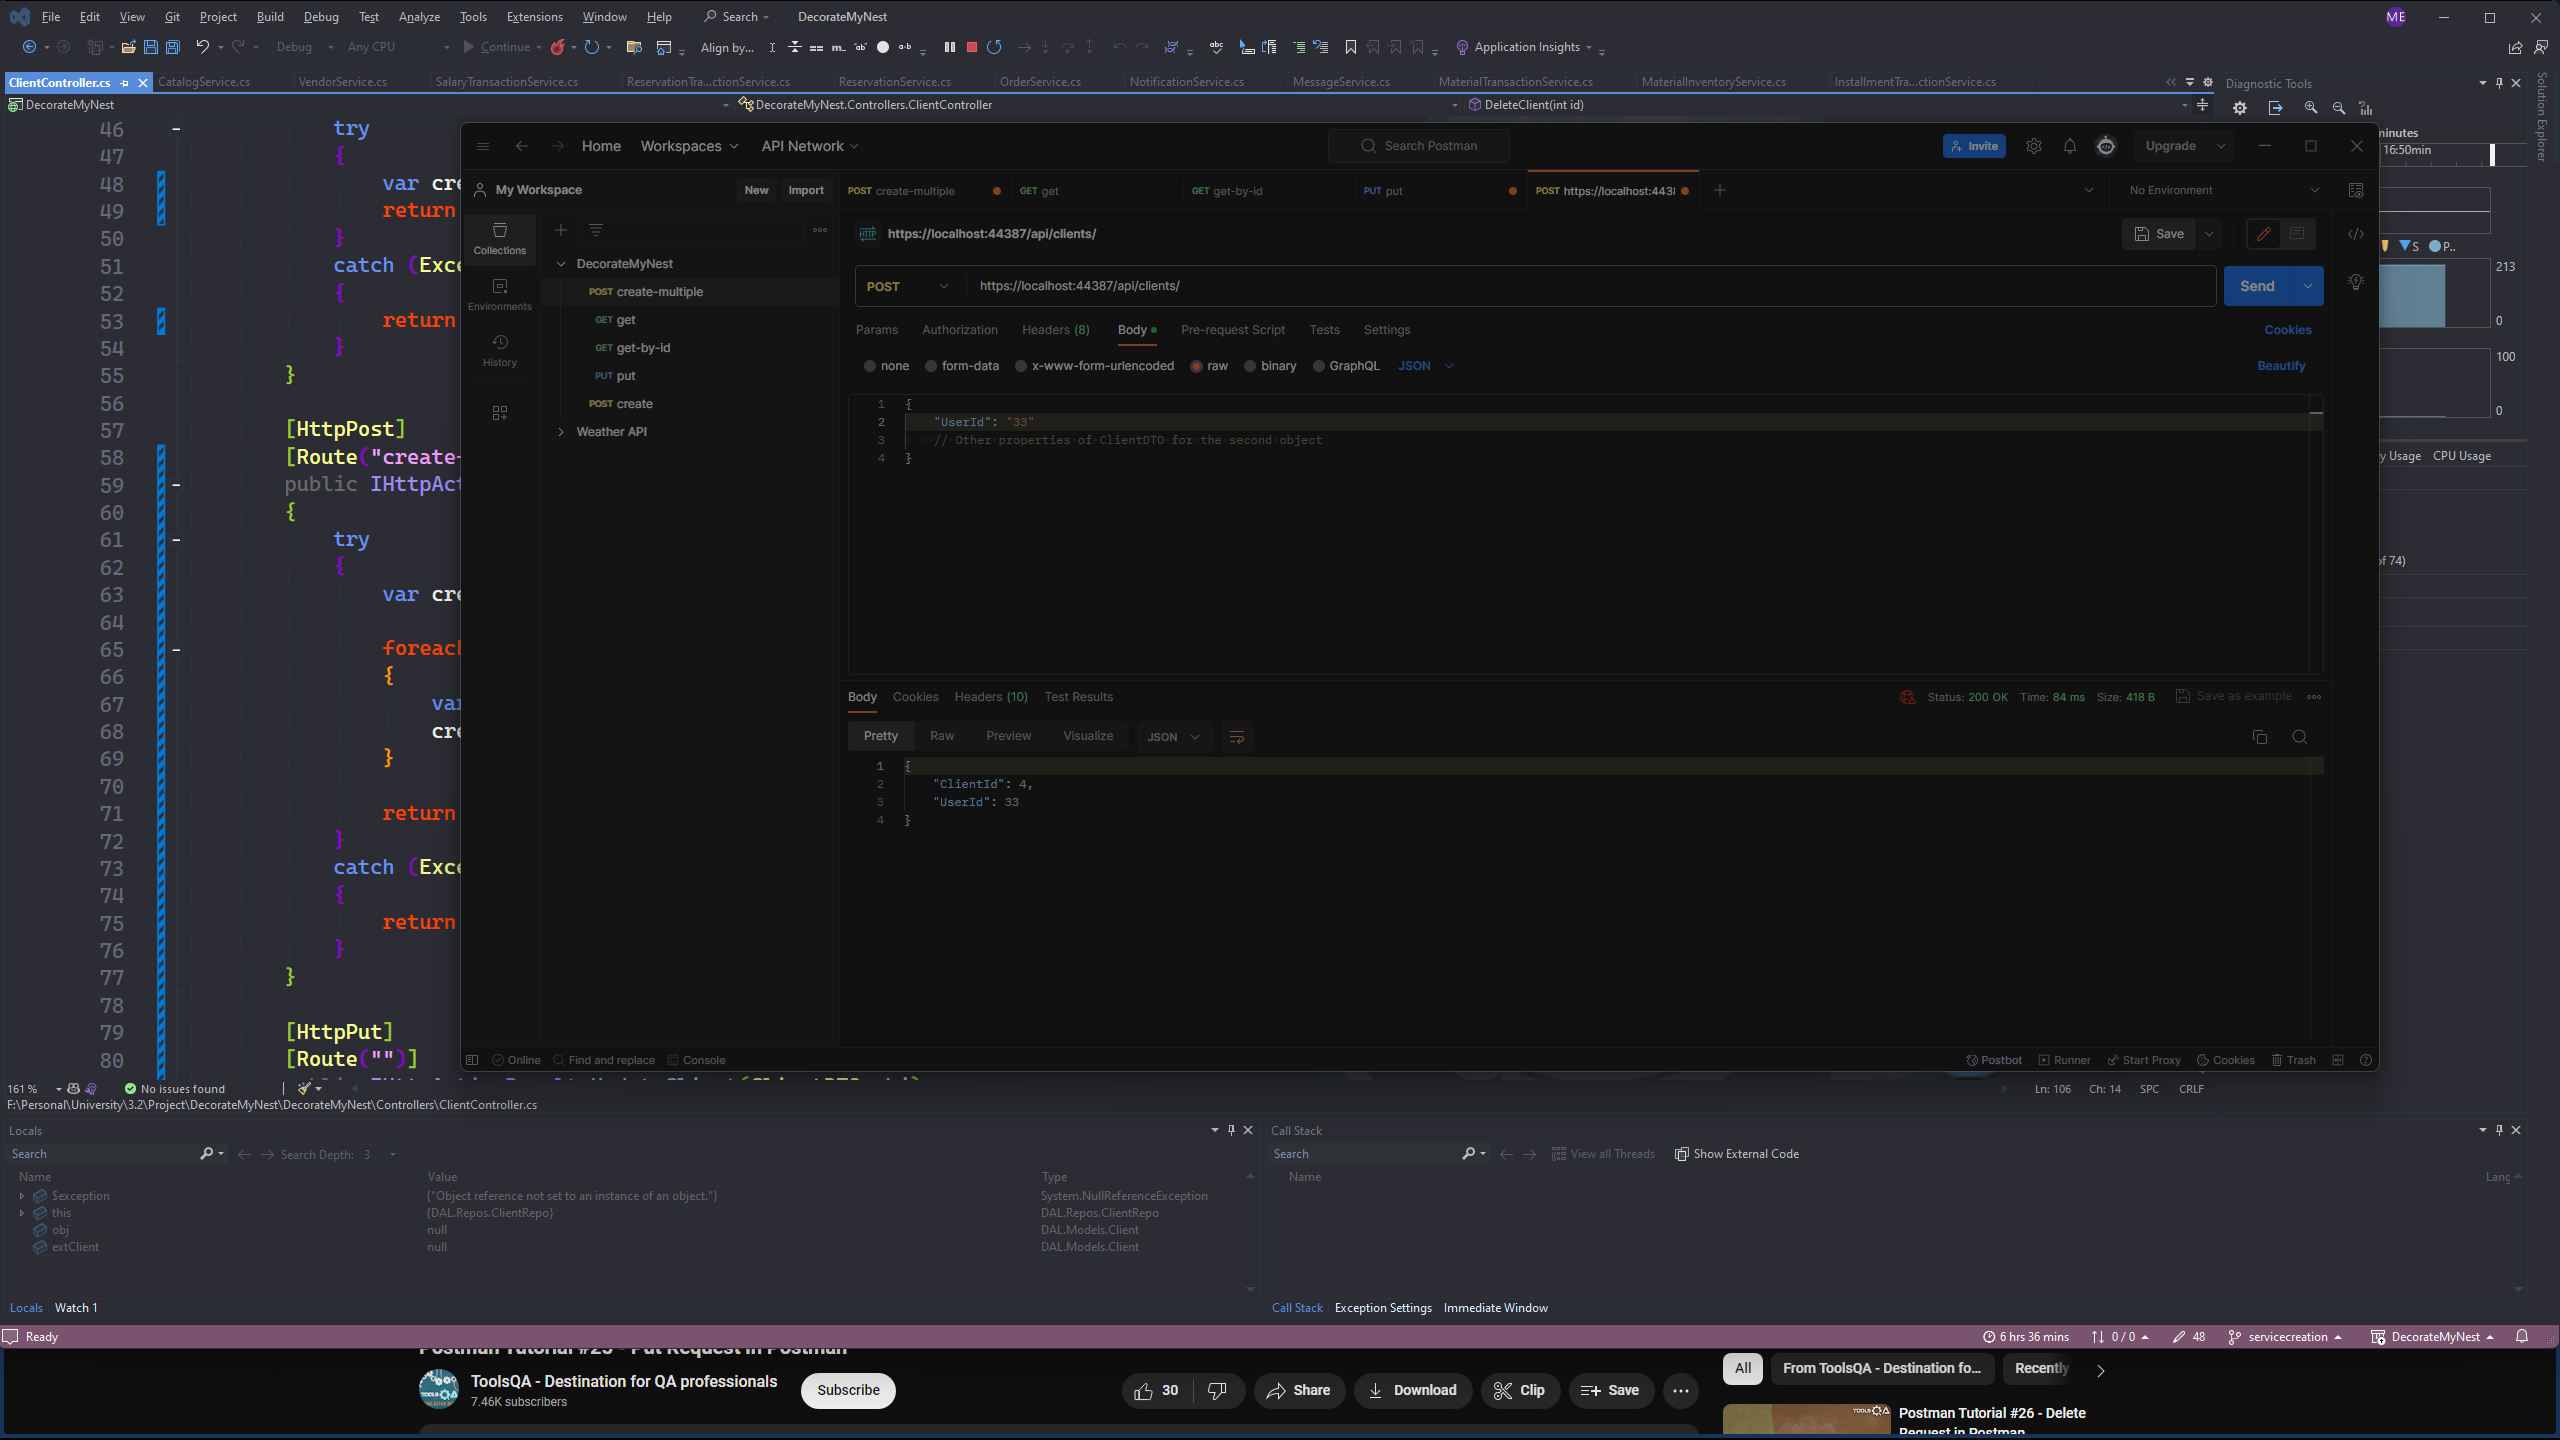 File Edit View Git Project Build Debug Test Analyze Tools Extensions Window Help Search DecorateMyNest ME
Debug Any CPU Continue Align by... Application Insights
ClientController.cs CatalogService.cs VendorService.cs SalaryTransactionService.cs ReservationTra...ctionService.cs ReservationService.cs OrderService.cs NotificationService.cs MessageService.cs MaterialTransactionService.cs MaterialInventoryService.cs InstallmentTra...ctionService.cs
Diagnostic Tools
Solution Explorer
DecorateMyNest DecorateMyNest.Controllers.ClientController DeleteClient(int id)
46 try
47 {
48 var cre
49 return
50 }
51 catch (Exce
52 {
53 return
54 }
55 }
56
57 [HttpPost]
58 [Route("create-
59 public IHttpAct
60 {
61 try
62 {
63 var cre
64
65 foreach
66 {
67 var
68 cre
69 }
70
71 return
72 }
73 catch (Exce
74 {
75 return
76 }
77 }
78
79 [HttpPut]
80 [Route("")]
Home Workspaces API Network Search Postman Invite Upgrade
My Workspace New Import
POST create-multiple GET get GET get-by-id PUT put POST https://localhost:443 No Environment
Collections
Environments
History
DecorateMyNest
POST create-multiple
GET get
GET get-by-id
PUT put
POST create
Weather API
HTTP https://localhost:44387/api/clients/ Save
POST https://localhost:44387/api/clients/ Send
Params Authorization Headers (8) Body Pre-request Script Tests Settings Cookies
none form-data x-www-form-urlencoded raw binary GraphQL JSON Beautify
1 {
2 "UserId": "33"
3 // Other properties of ClientDTO for the second object
4 }
Body Cookies Headers (10) Test Results Status: 200 OK Time: 84 ms Size: 418 B Save as example
Pretty Raw Preview Visualize JSON
1 {
2 "ClientId": 4,
3 "UserId": 33
4 }
Online Find and replace Console Postbot Runner Start Proxy Cookies Trash
minutes
16:50min
S P..
213
0
100
0
ry Usage CPU Usage
of 74)
161 % No issues found Ln: 106 Ch: 14 SPC CRLF
F:\Personal\University\3.2\Project\DecorateMyNest\DecorateMyNest\Controllers\ClientController.cs
Locals
Search Search Depth: 3
Name Value Type
$exception {"Object reference not set to an instance of an object."} System.NullReferenceException
this {DAL.Repos.ClientRepo} DAL.Repos.ClientRepo
obj null DAL.Models.Client
extClient null DAL.Models.Client
Locals Watch 1
Call Stack
Search View all Threads Show External Code
Name Lang
Call Stack Exception Settings Immediate Window
Ready 6 hrs 36 mins 0 / 0 48 servicecreation DecorateMyNest
Postman Tutorial #25 - Put Request in Postman
ToolsQA - Destination for QA professionals
7.46K subscribers
Subscribe
30 Share Download Clip Save
All From ToolsQA - Destination fo... Recently
Postman Tutorial #26 - Delete
Request in Postman